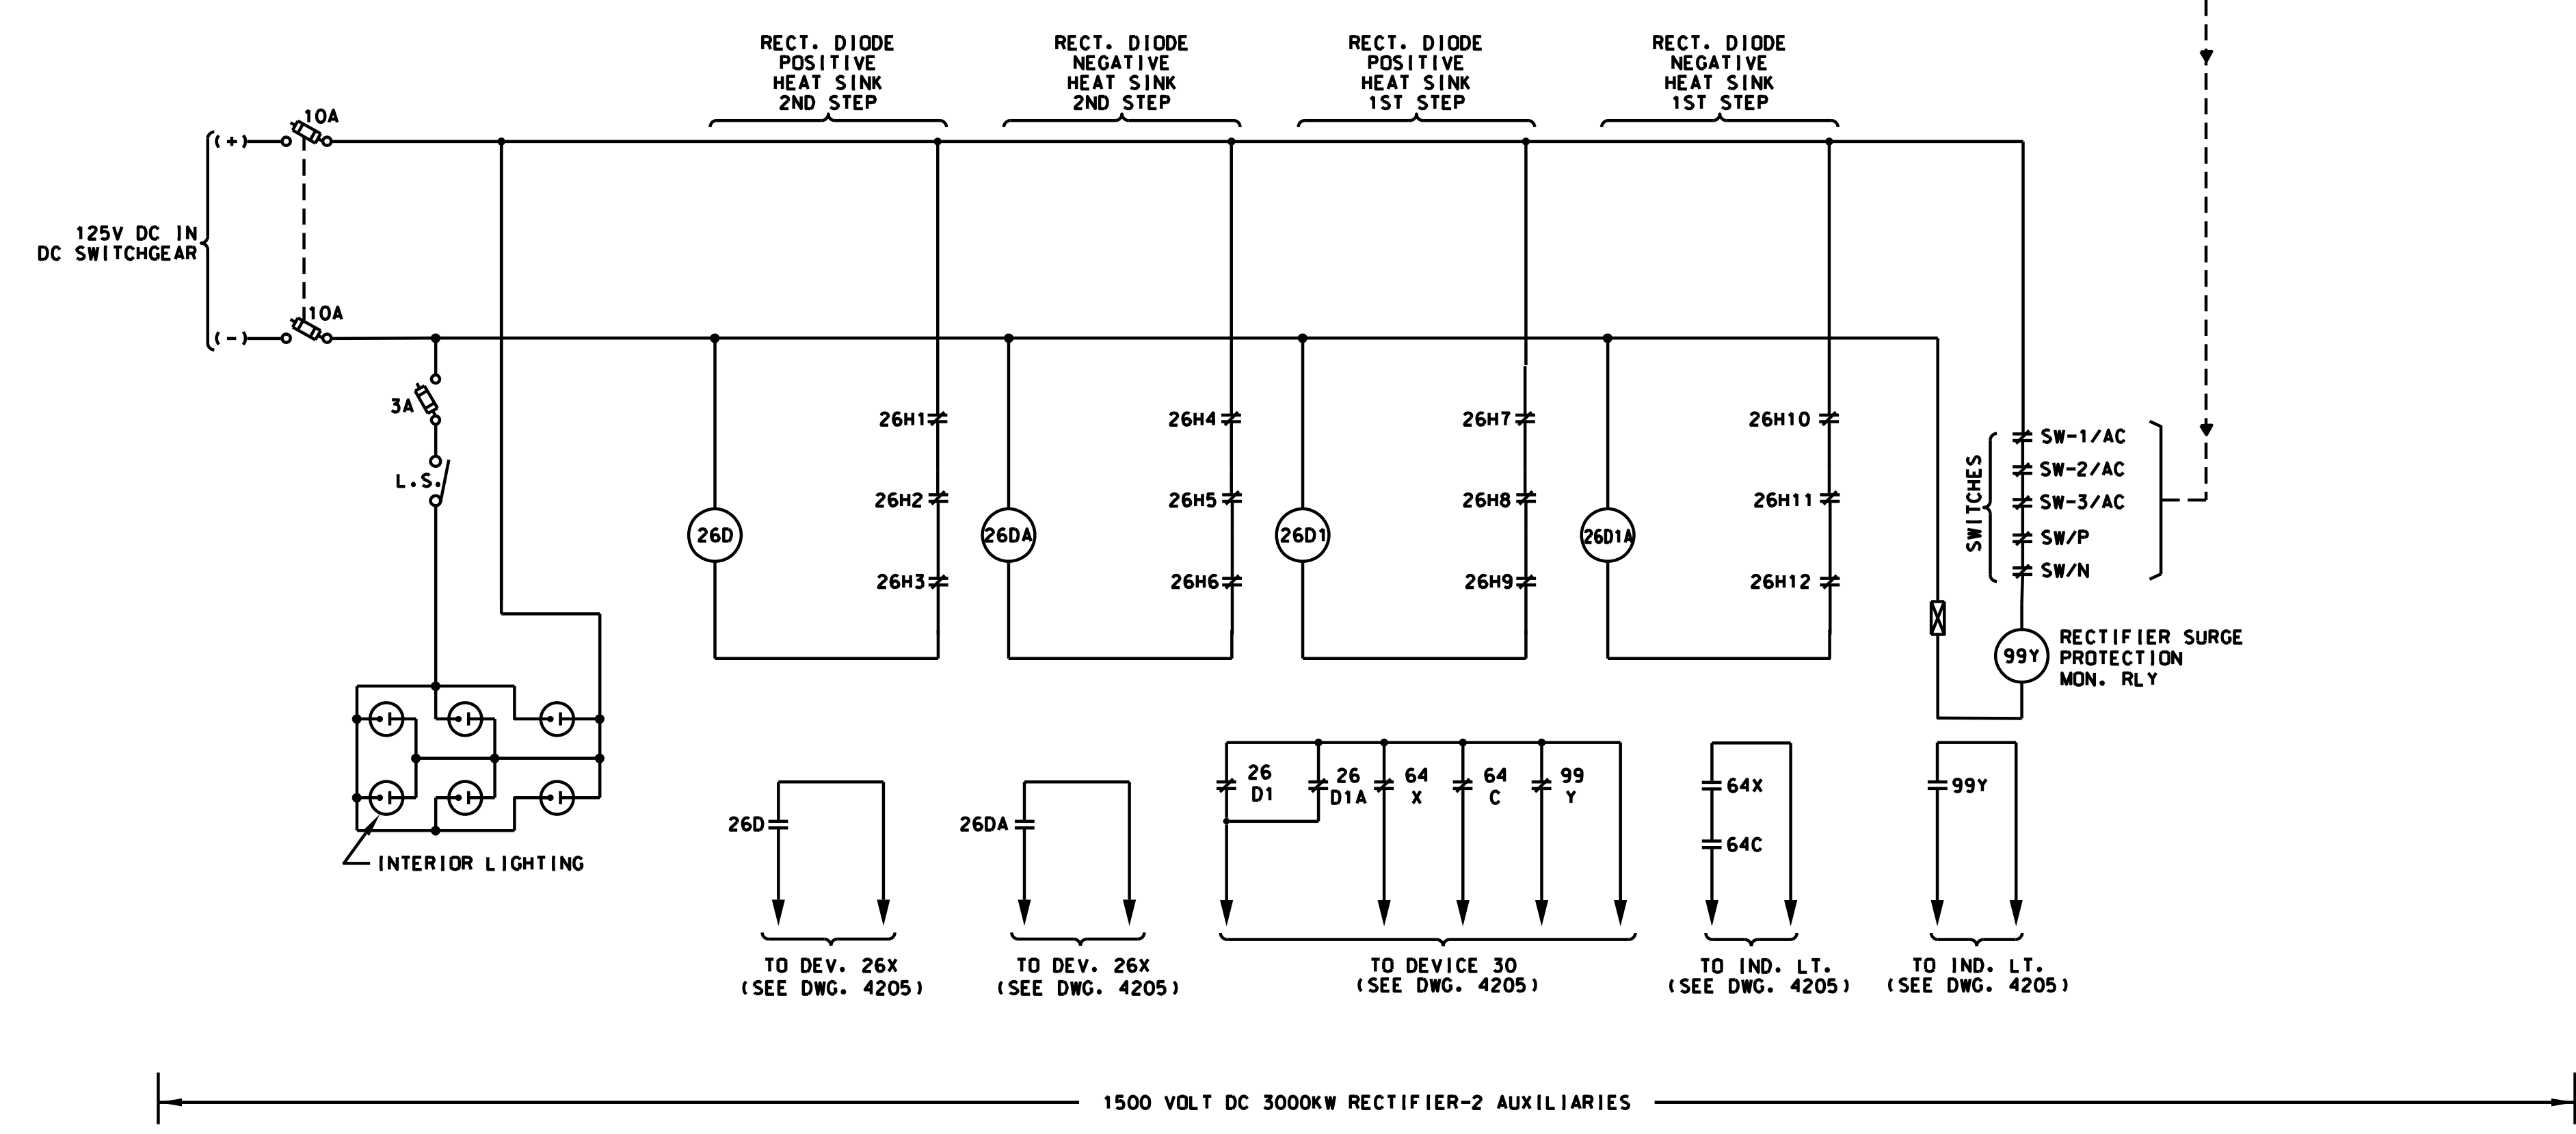 RECT. DIODE
POSITIVE
HEAT SINK
2ND STEP
RECT. DIODE
NEGATIVE
HEAT SINK
2ND STEP
RECT. DIODE
POSITIVE
HEAT SINK
1ST STEP
RECT. DIODE
NEGATIVE
HEAT SINK
1ST STEP
10A
(+)
125V DC IN
DC SWITCHGEAR
10A
(-)
3A
L.S.
26H1
26H2
26H3
26D
26H4
26H5
26H6
26DA
26H7
26H8
26H9
26D1
26H10
26H11
26H12
26D1A
SWITCHES
SW-1/AC
SW-2/AC
SW-3/AC
SW/P
SW/N
99Y
RECTIFIER SURGE
PROTECTION
MON. RLY
INTERIOR LIGHTING
26D
TO DEV. 26X
(SEE DWG. 4205)
26DA
TO DEV. 26X
(SEE DWG. 4205)
26
D1
26
D1A
64
X
64
C
99
Y
TO DEVICE 30
(SEE DWG. 4205)
64X
64C
TO IND. LT.
(SEE DWG. 4205)
99Y
TO IND. LT.
(SEE DWG. 4205)
1500 VOLT DC 3000KW RECTIFIER-2 AUXILIARIES